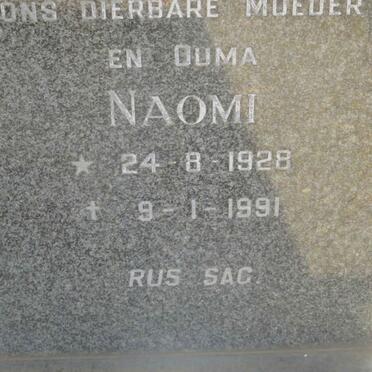 ONS DIERBARE MOEDER
EN OUMA
NAOMI
★ 24-8-1928
✝ 9-1-1991
RUS SAG